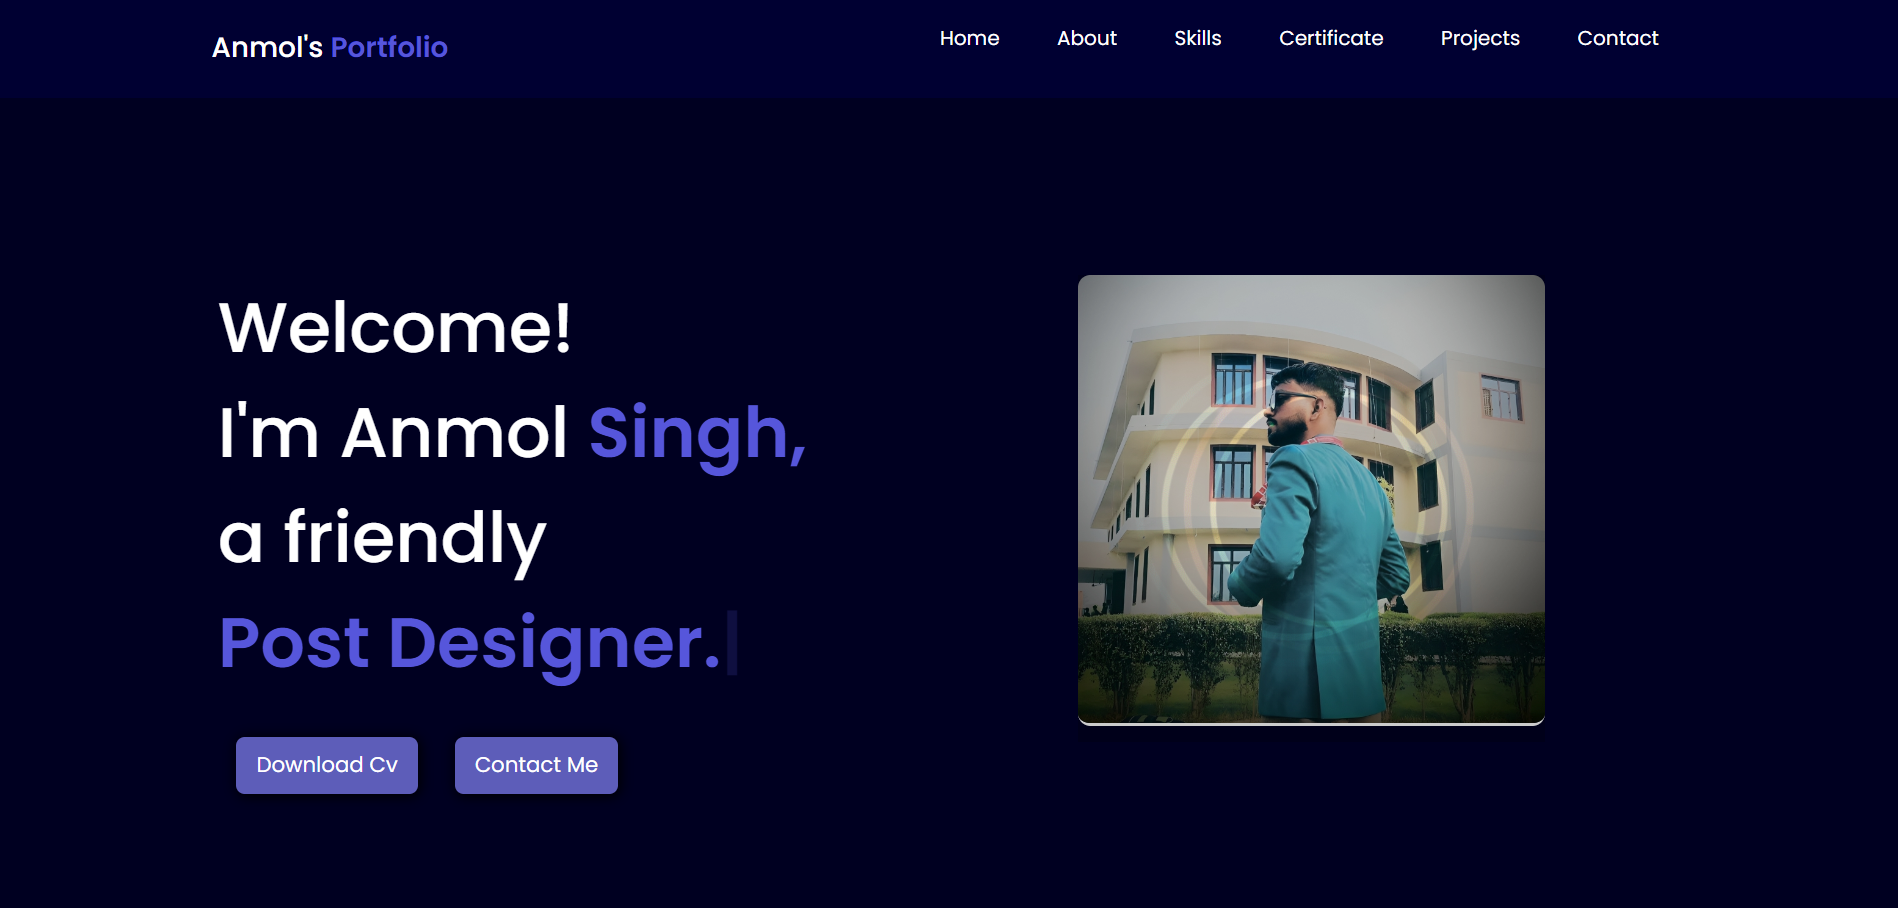 Anmol's Portfolio
Home About Skills Certificate Projects Contact
Welcome!
I'm Anmol Singh,
a friendly
Post Designer.
Download Cv
Contact Me